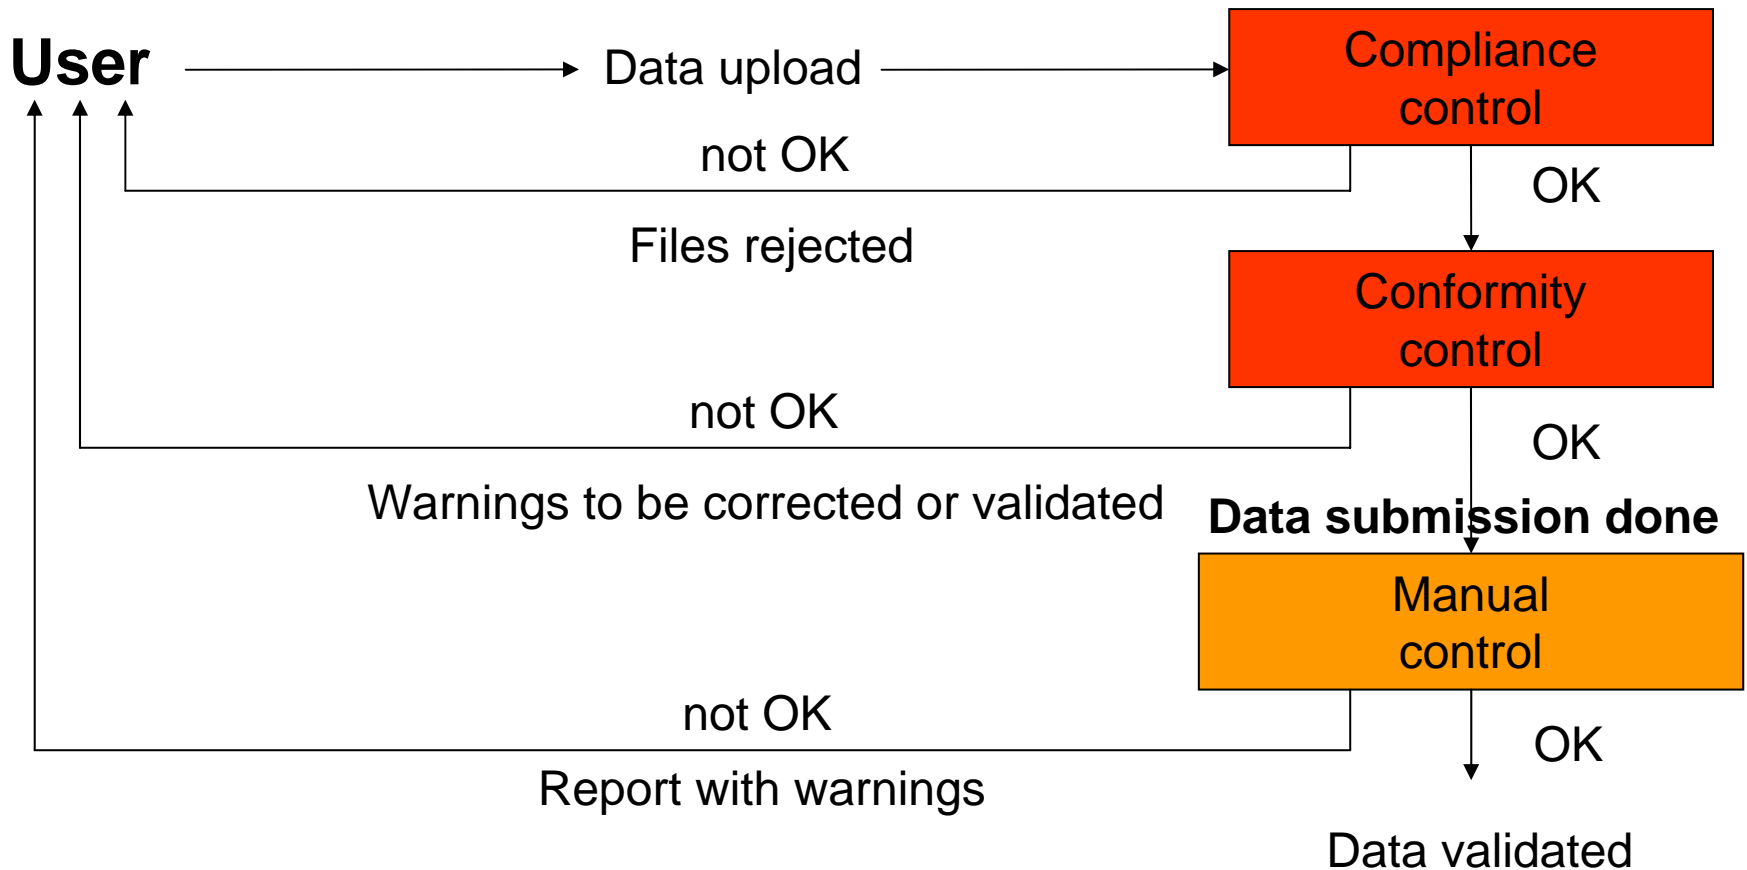 User
Data upload
Compliance
control
not OK
OK
Files rejected
Conformity
control
not OK
OK
Warnings to be corrected or validated
Data submission done
Manual
control
not OK
OK
Report with warnings
Data validated